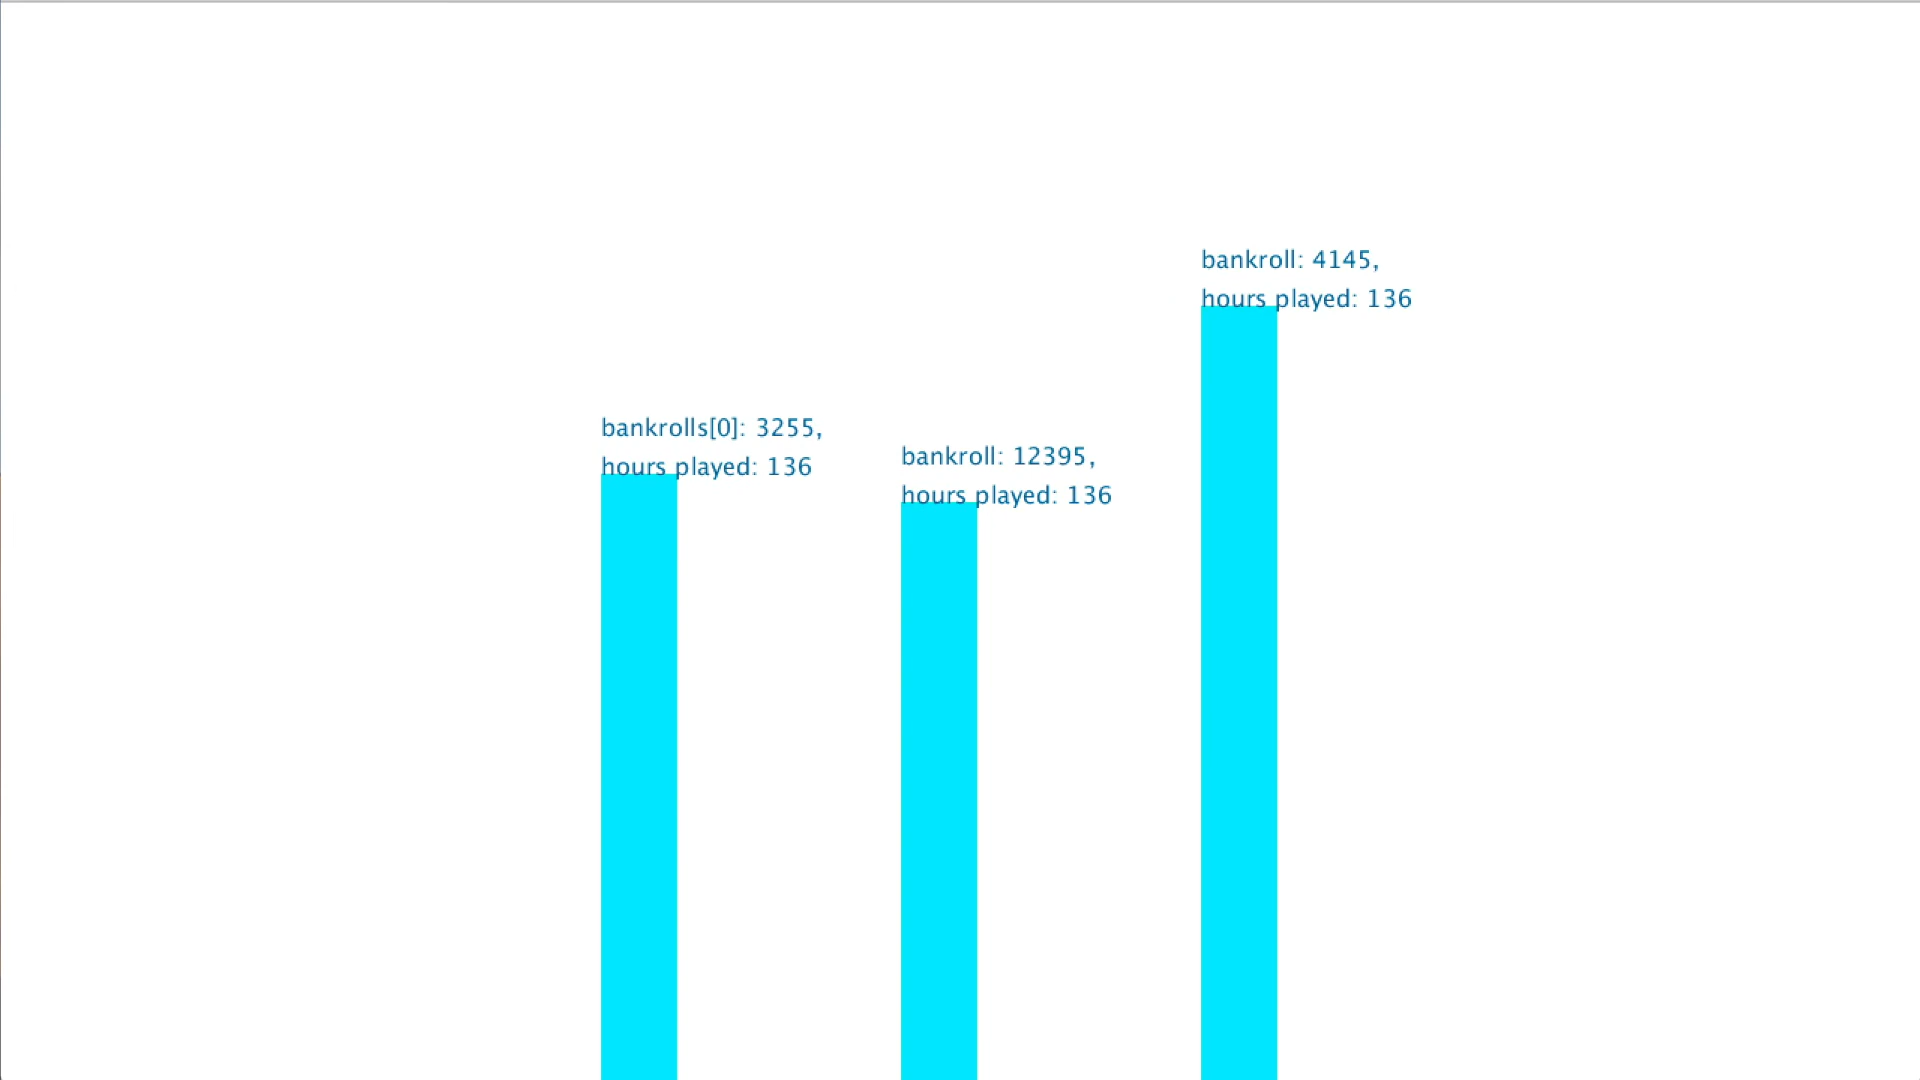 bankrolls[0]: 3255,
hours played: 136
bankroll: 12395,
hours played: 136
bankroll: 4145,
hours played: 136